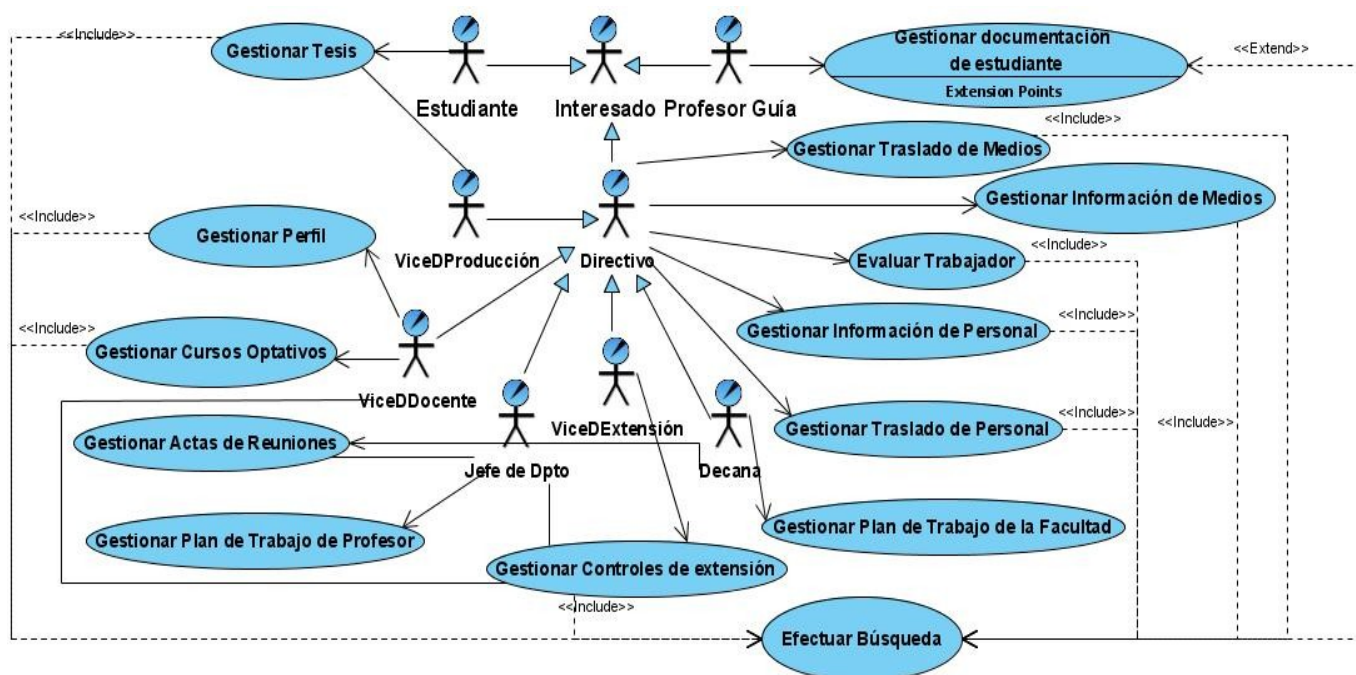 <<Include>>
Gestionar Tesis
Gestionar documentación
de estudiante
Extension Points
<<Extend>>
Estudiante
Interesado
Profesor Guía
<<Include>>
Gestionar Traslado de Medios
Gestionar Información de Medios
<<Include>>
Gestionar Perfil
ViceDProducción
Directivo
<<Include>>
Evaluar Trabajador
<<Include>>
Gestionar Información de Personal
<<Include>>
Gestionar Cursos Optativos
ViceDDocente
<<Include>>
Gestionar Traslado de Personal
<<Include>>
ViceDExtensión
Gestionar Actas de Reuniones
Jefe de Dpto
Decana
Gestionar Plan de Trabajo de Profesor
Gestionar Plan de Trabajo de la Facultad
Gestionar Controles de extensión
<<Include>>
Efectuar Búsqueda